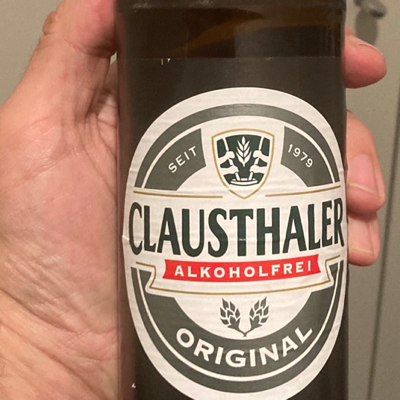 SEIT 1979
CLAUSTHALER
ALKOHOLFREI
ORIGINAL